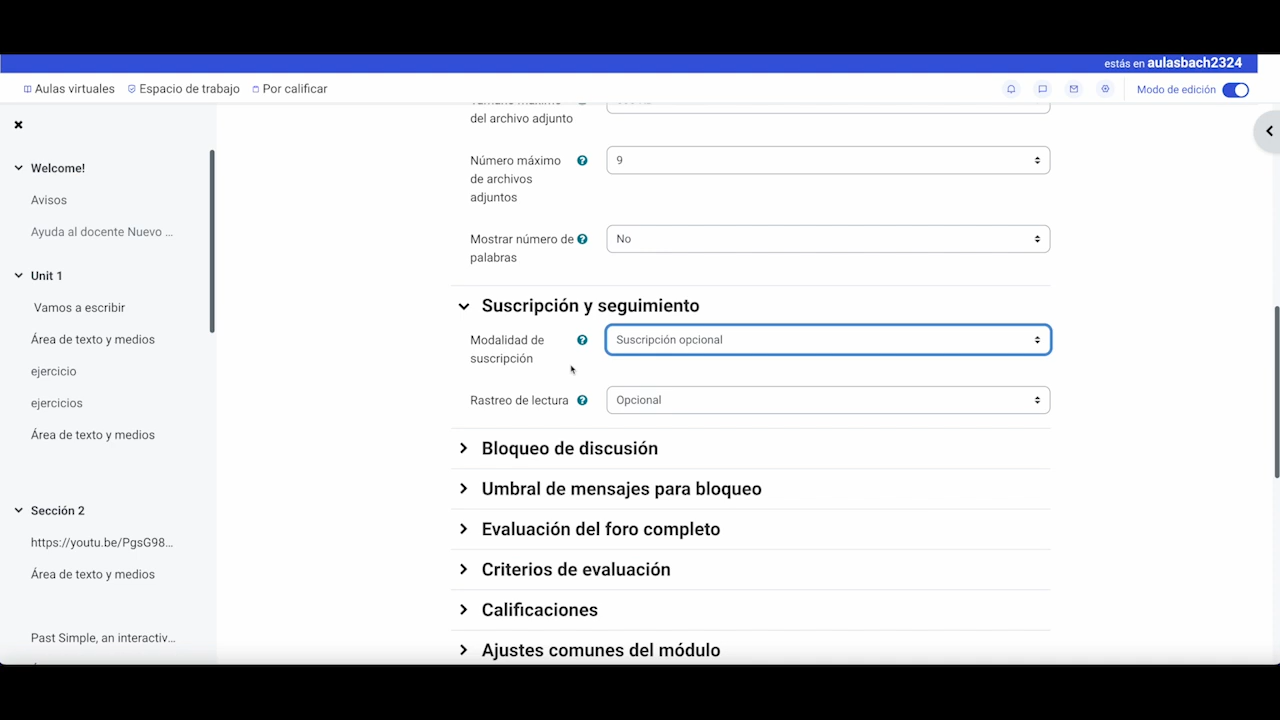 estás en aulasbach2324
Aulas virtuales Espacio de trabajo Por calificar Modo de edición
Welcome!
Avisos
Ayuda al docente Nuevo ...
Unit 1
Vamos a escribir
Área de texto y medios
ejercicio
ejercicios
Área de texto y medios
Sección 2
https://youtu.be/PgsG98...
Área de texto y medios
Past Simple, an interactiv...
del archivo adjunto
Número máximo
de archivos
adjuntos
9
Mostrar número de
palabras
No
Suscripción y seguimiento
Modalidad de
suscripción
Suscripción opcional
Rastreo de lectura
Opcional
Bloqueo de discusión
Umbral de mensajes para bloqueo
Evaluación del foro completo
Criterios de evaluación
Calificaciones
Ajustes comunes del módulo